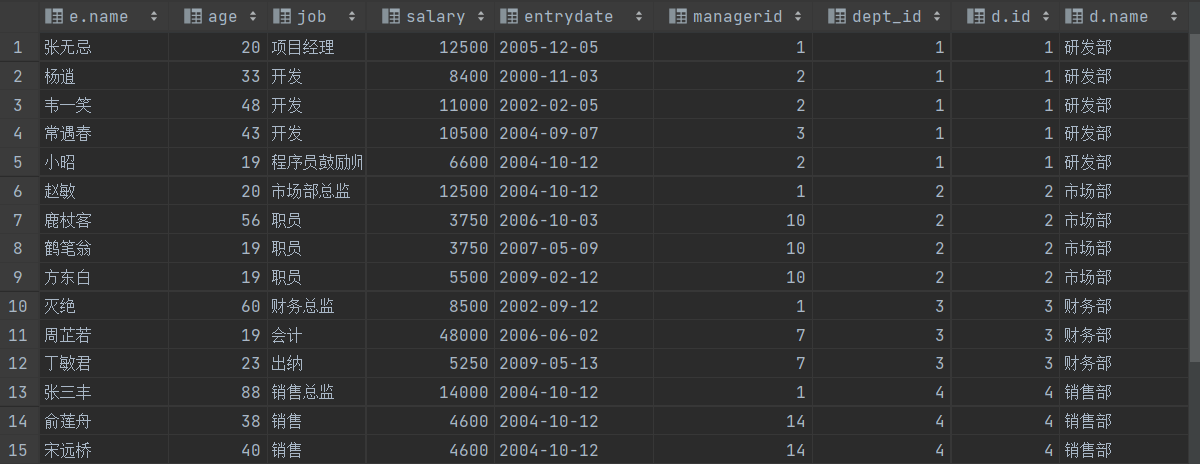 e.name age job salary entrydate managerid dept_id d.id d.name
1 张无忌 20 项目经理 12500 2005-12-05 1 1 1 研发部
2 杨逍 33 开发 8400 2000-11-03 2 1 1 研发部
3 韦一笑 48 开发 11000 2002-02-05 2 1 1 研发部
4 常遇春 43 开发 10500 2004-09-07 3 1 1 研发部
5 小昭 19 程序员鼓励师 6600 2004-10-12 2 1 1 研发部
6 赵敏 20 市场部总监 12500 2004-10-12 1 2 2 市场部
7 鹿杖客 56 职员 3750 2006-10-03 10 2 2 市场部
8 鹤笔翁 19 职员 3750 2007-05-09 10 2 2 市场部
9 方东白 19 职员 5500 2009-02-12 10 2 2 市场部
10 灭绝 60 财务总监 8500 2002-09-12 1 3 3 财务部
11 周芷若 19 会计 48000 2006-06-02 7 3 3 财务部
12 丁敏君 23 出纳 5250 2009-05-13 7 3 3 财务部
13 张三丰 88 销售总监 14000 2004-10-12 1 4 4 销售部
14 俞莲舟 38 销售 4600 2004-10-12 14 4 4 销售部
15 宋远桥 40 销售 4600 2004-10-12 14 4 4 销售部